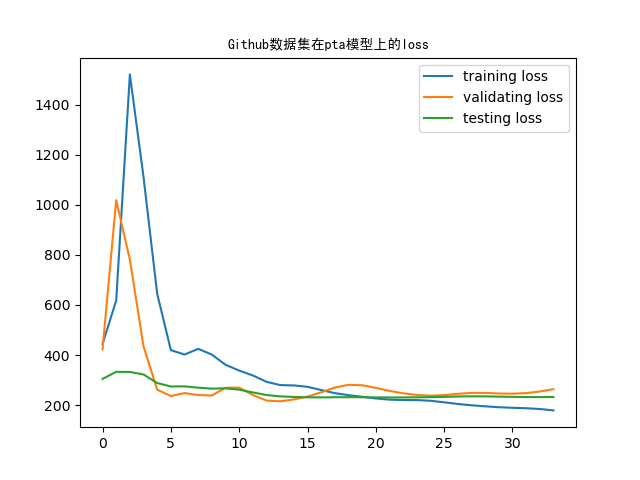 Github数据集在pta模型上的loss
training loss
validating loss
testing loss
1400
1200
1000
800
600
400
200
0 5 10 15 20 25 30